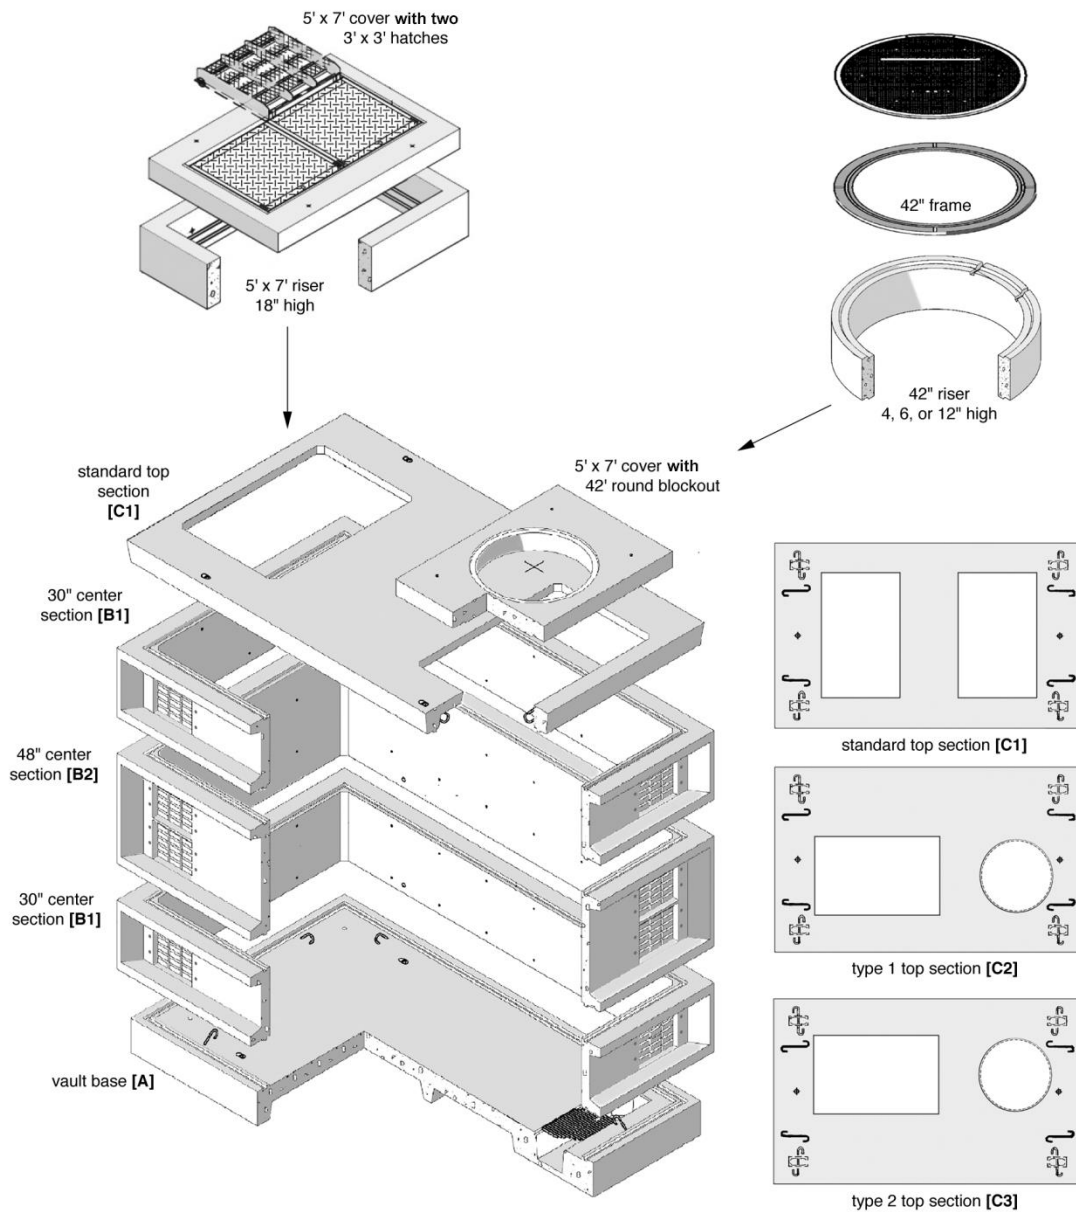 5' x 7' cover with two
3' x 3' hatches
42" frame
5' x 7' riser
18" high
42" riser
4, 6, or 12" high
standard top
section
[C1]
5' x 7' cover with
42' round blockout
30" center
section [B1]
48" center
section [B2]
30" center
section [B1]
vault base [A]
standard top section [C1]
type 1 top section [C2]
type 2 top section [C3]